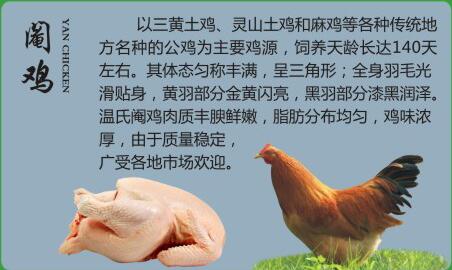 阉鸡
YAN CHICKEN
以三黄土鸡、灵山土鸡和麻鸡等各种传统地
方名种的公鸡为主要鸡源，饲养天龄长达140天
左右。其体态匀称丰满，呈三角形；全身羽毛光
滑贴身，黄羽部分金黄闪亮，黑羽部分漆黑润泽。
温氏阉鸡肉质丰腴鲜嫩，脂肪分布均匀，鸡味浓
厚，由于质量稳定，
广受各地市场欢迎。